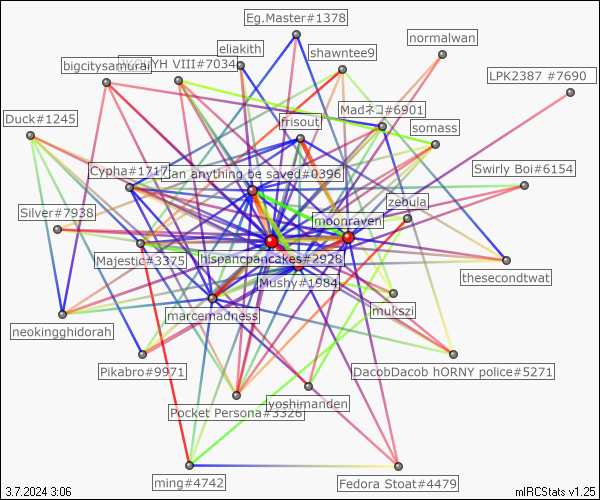 Eg.Master#1378
normalwan
eliakith
shawntee9
bigcitysamurai
VIII#7034
LPK2387 #7690
Madネコ#6901
Duck#1245
frisout
somass
Cypha#1717
an anything be saved#0396
Swirly Boi#6154
zebula
Silver#7938
moonraven
Majestic#3375
hispancpancakes#2928
thesecondtwat
Mushy#1984
mukszi
marcemadness
neokingghidorah
Pikabro#9971
DacobDacob hORNY police#5271
yoshimanden
Pocket Persona#3326
ming#4742
Fedora Stoat#4479
3.7.2024 3:06
mIRCStats v1.25